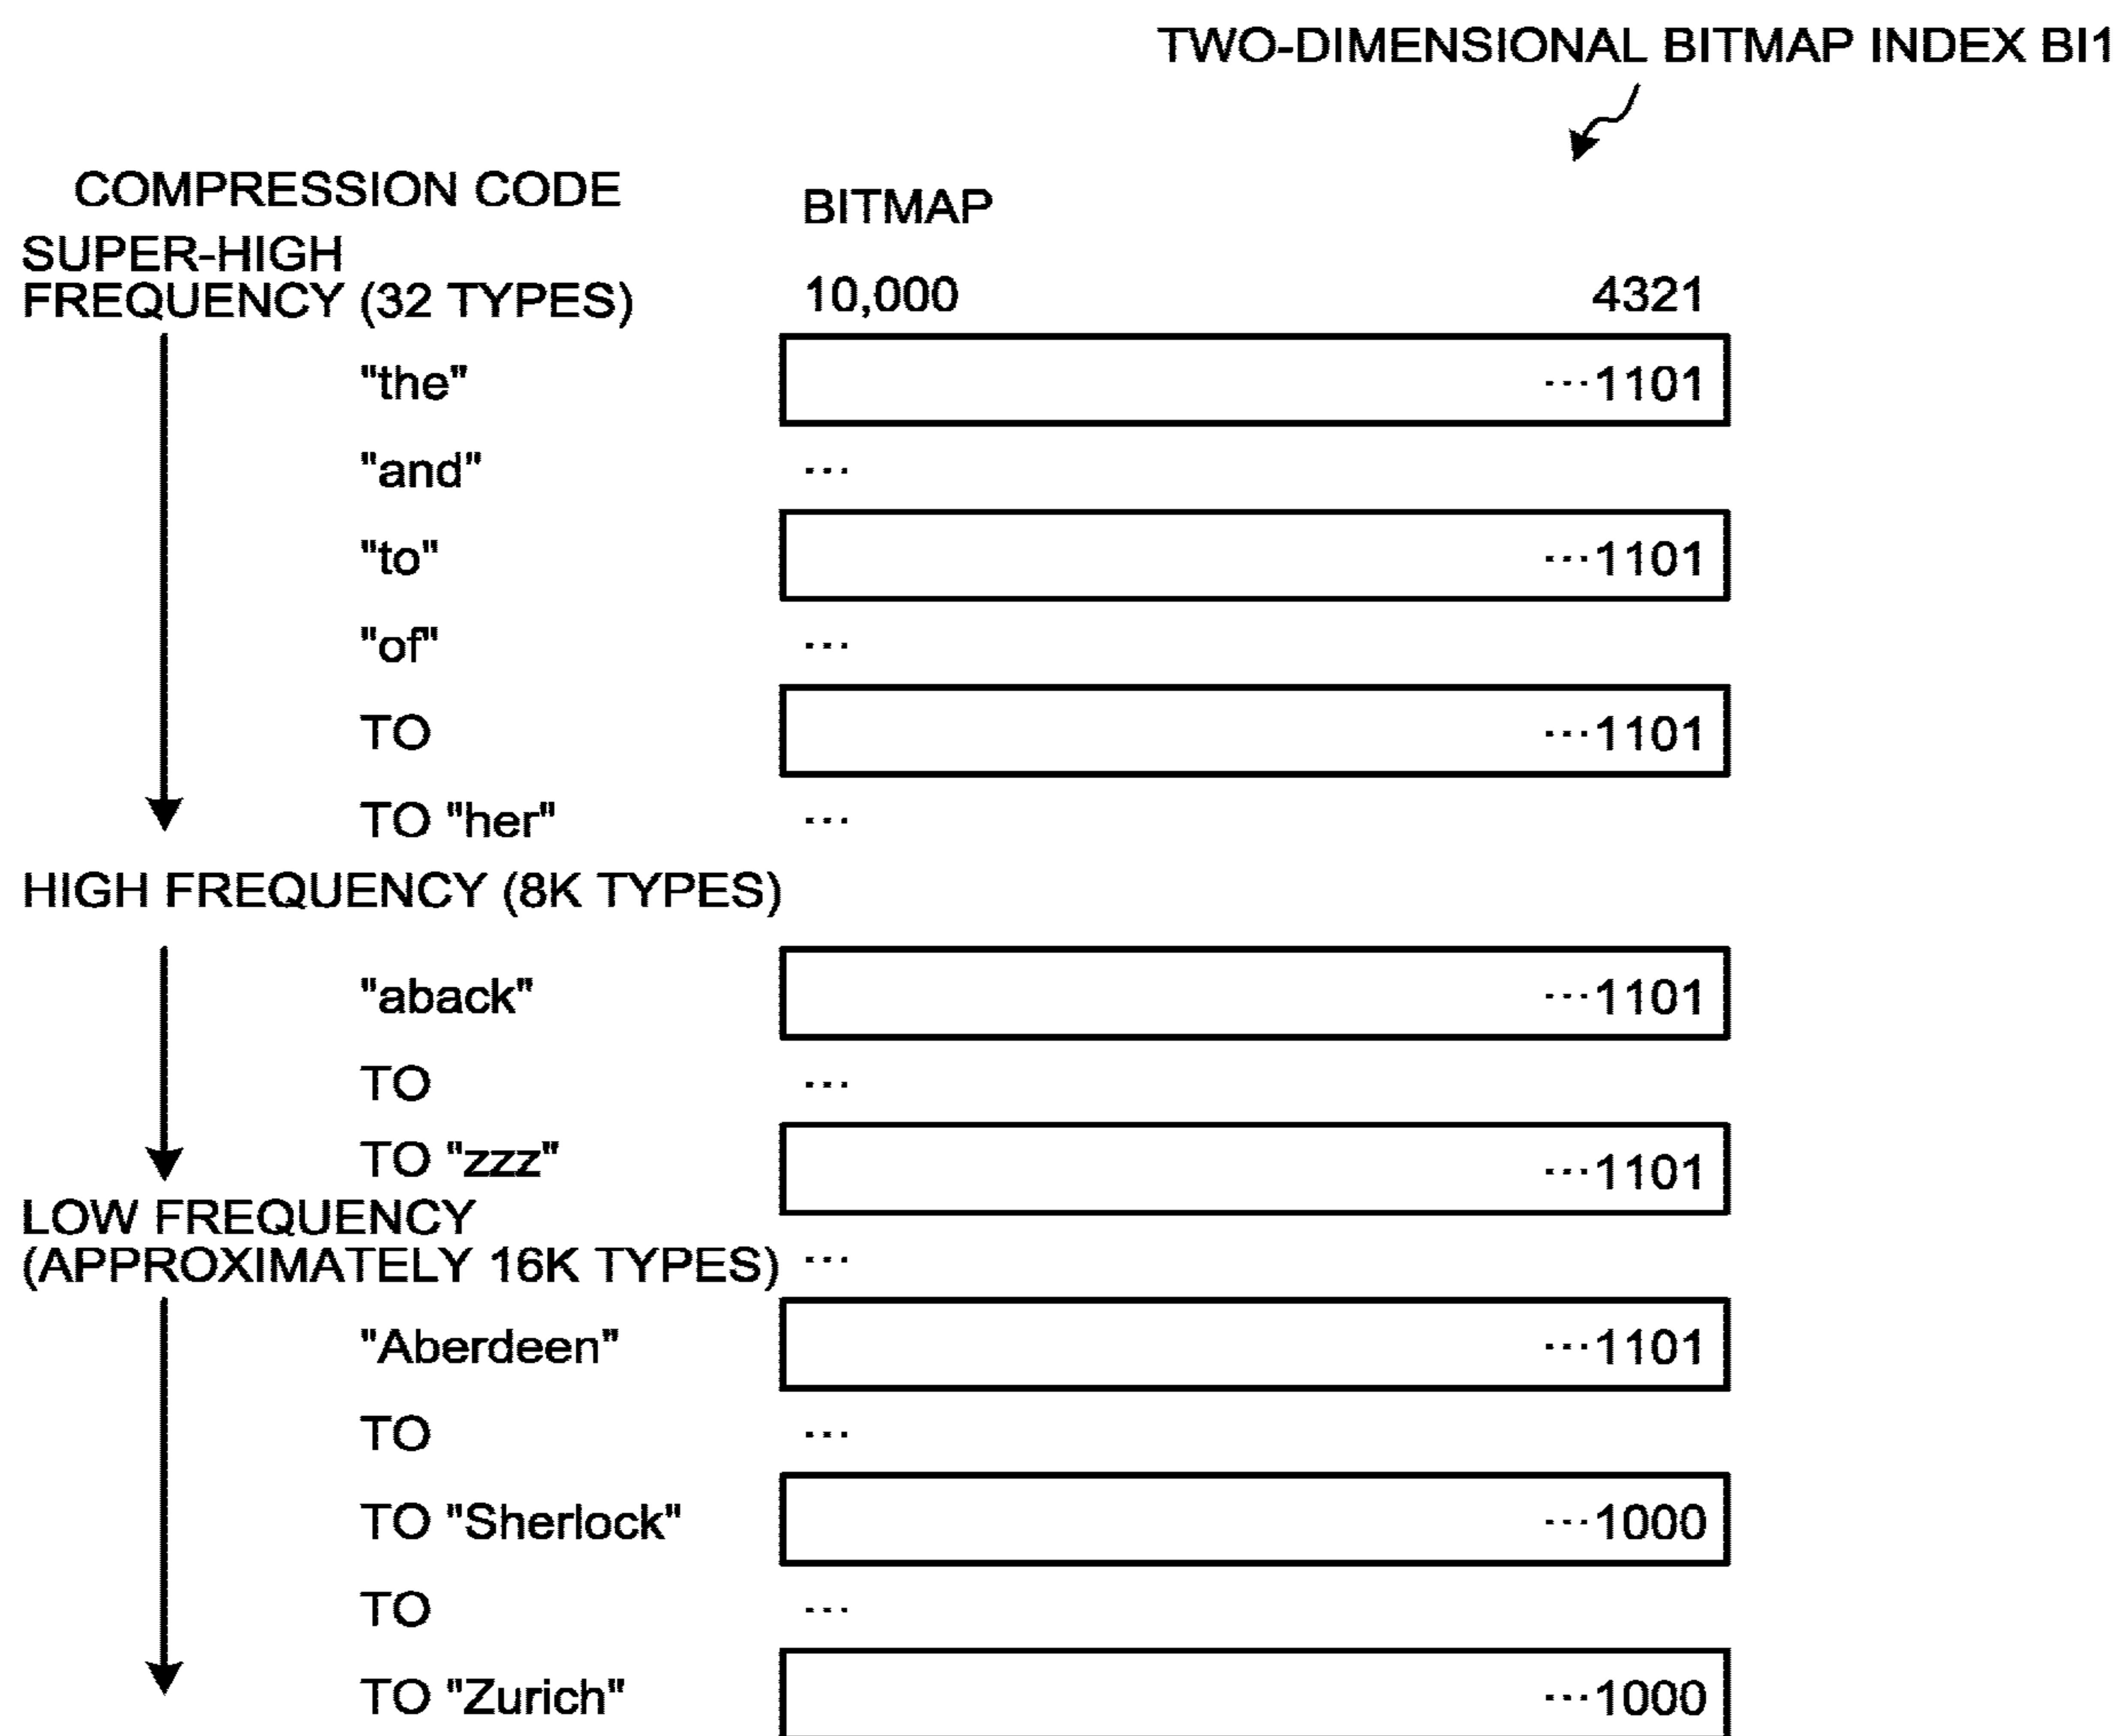 TWO-DIMENSIONAL BITMAP INDEX BI1
COMPRESSION CODE
BITMAP
SUPER-HIGH
FREQUENCY (32 TYPES)
10,000 4321
"the" ···1101
"and" ···
"to" ···1101
"of" ···
TO ···1101
TO "her" ···
HIGH FREQUENCY (8K TYPES)
"aback" ···1101
TO ···
TO "zzz" ···1101
LOW FREQUENCY
(APPROXIMATELY 16K TYPES) ···
"Aberdeen" ···1101
TO ···
TO "Sherlock" ···1000
TO ···
TO "Zurich" ···1000